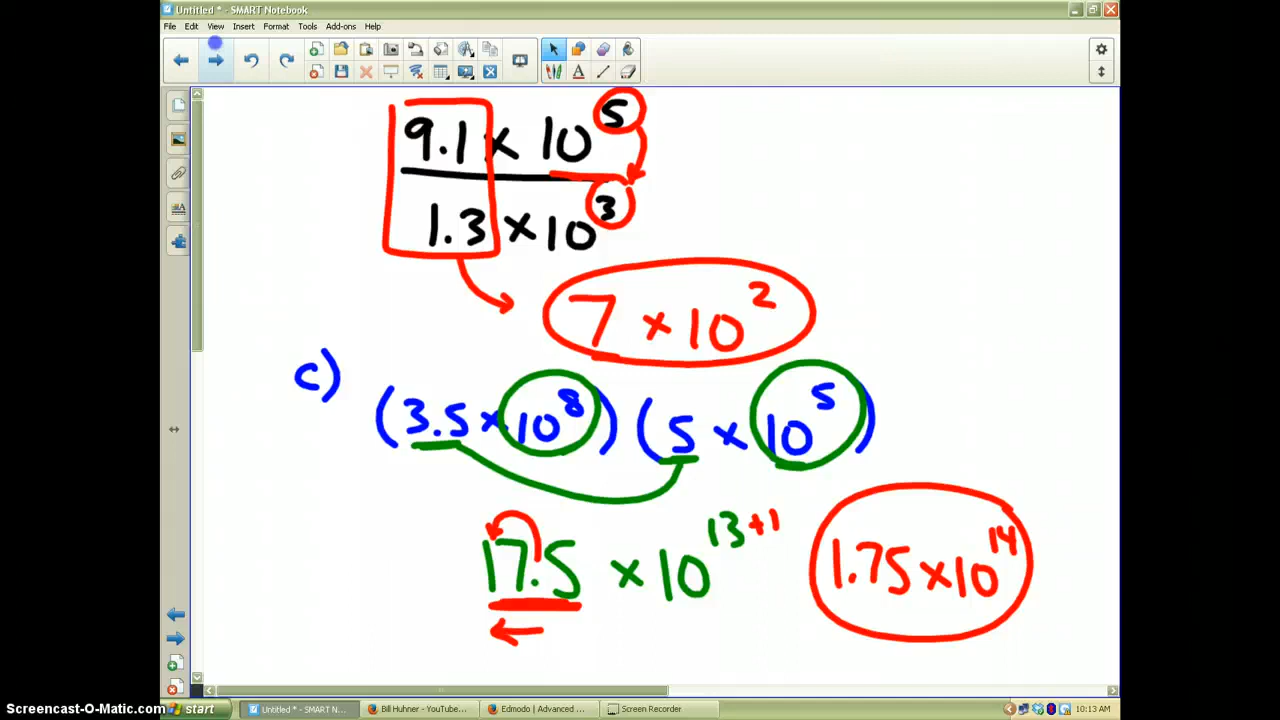 Untitled * - SMART Notebook
File Edit View Insert Format Tools Add-ons Help
9.1 x 10^5
1.3 x 10^3
7 x 10^2
c) (3.5 x 10^8) (5 x 10^5)
17.5 x 10^13+1
1.75 x 10^14
Screencast-O-Matic.com
start
Untitled * - SMART N...
Bill Huhner - YouTube...
Edmodo | Advanced ...
Screen Recorder
10:13 AM